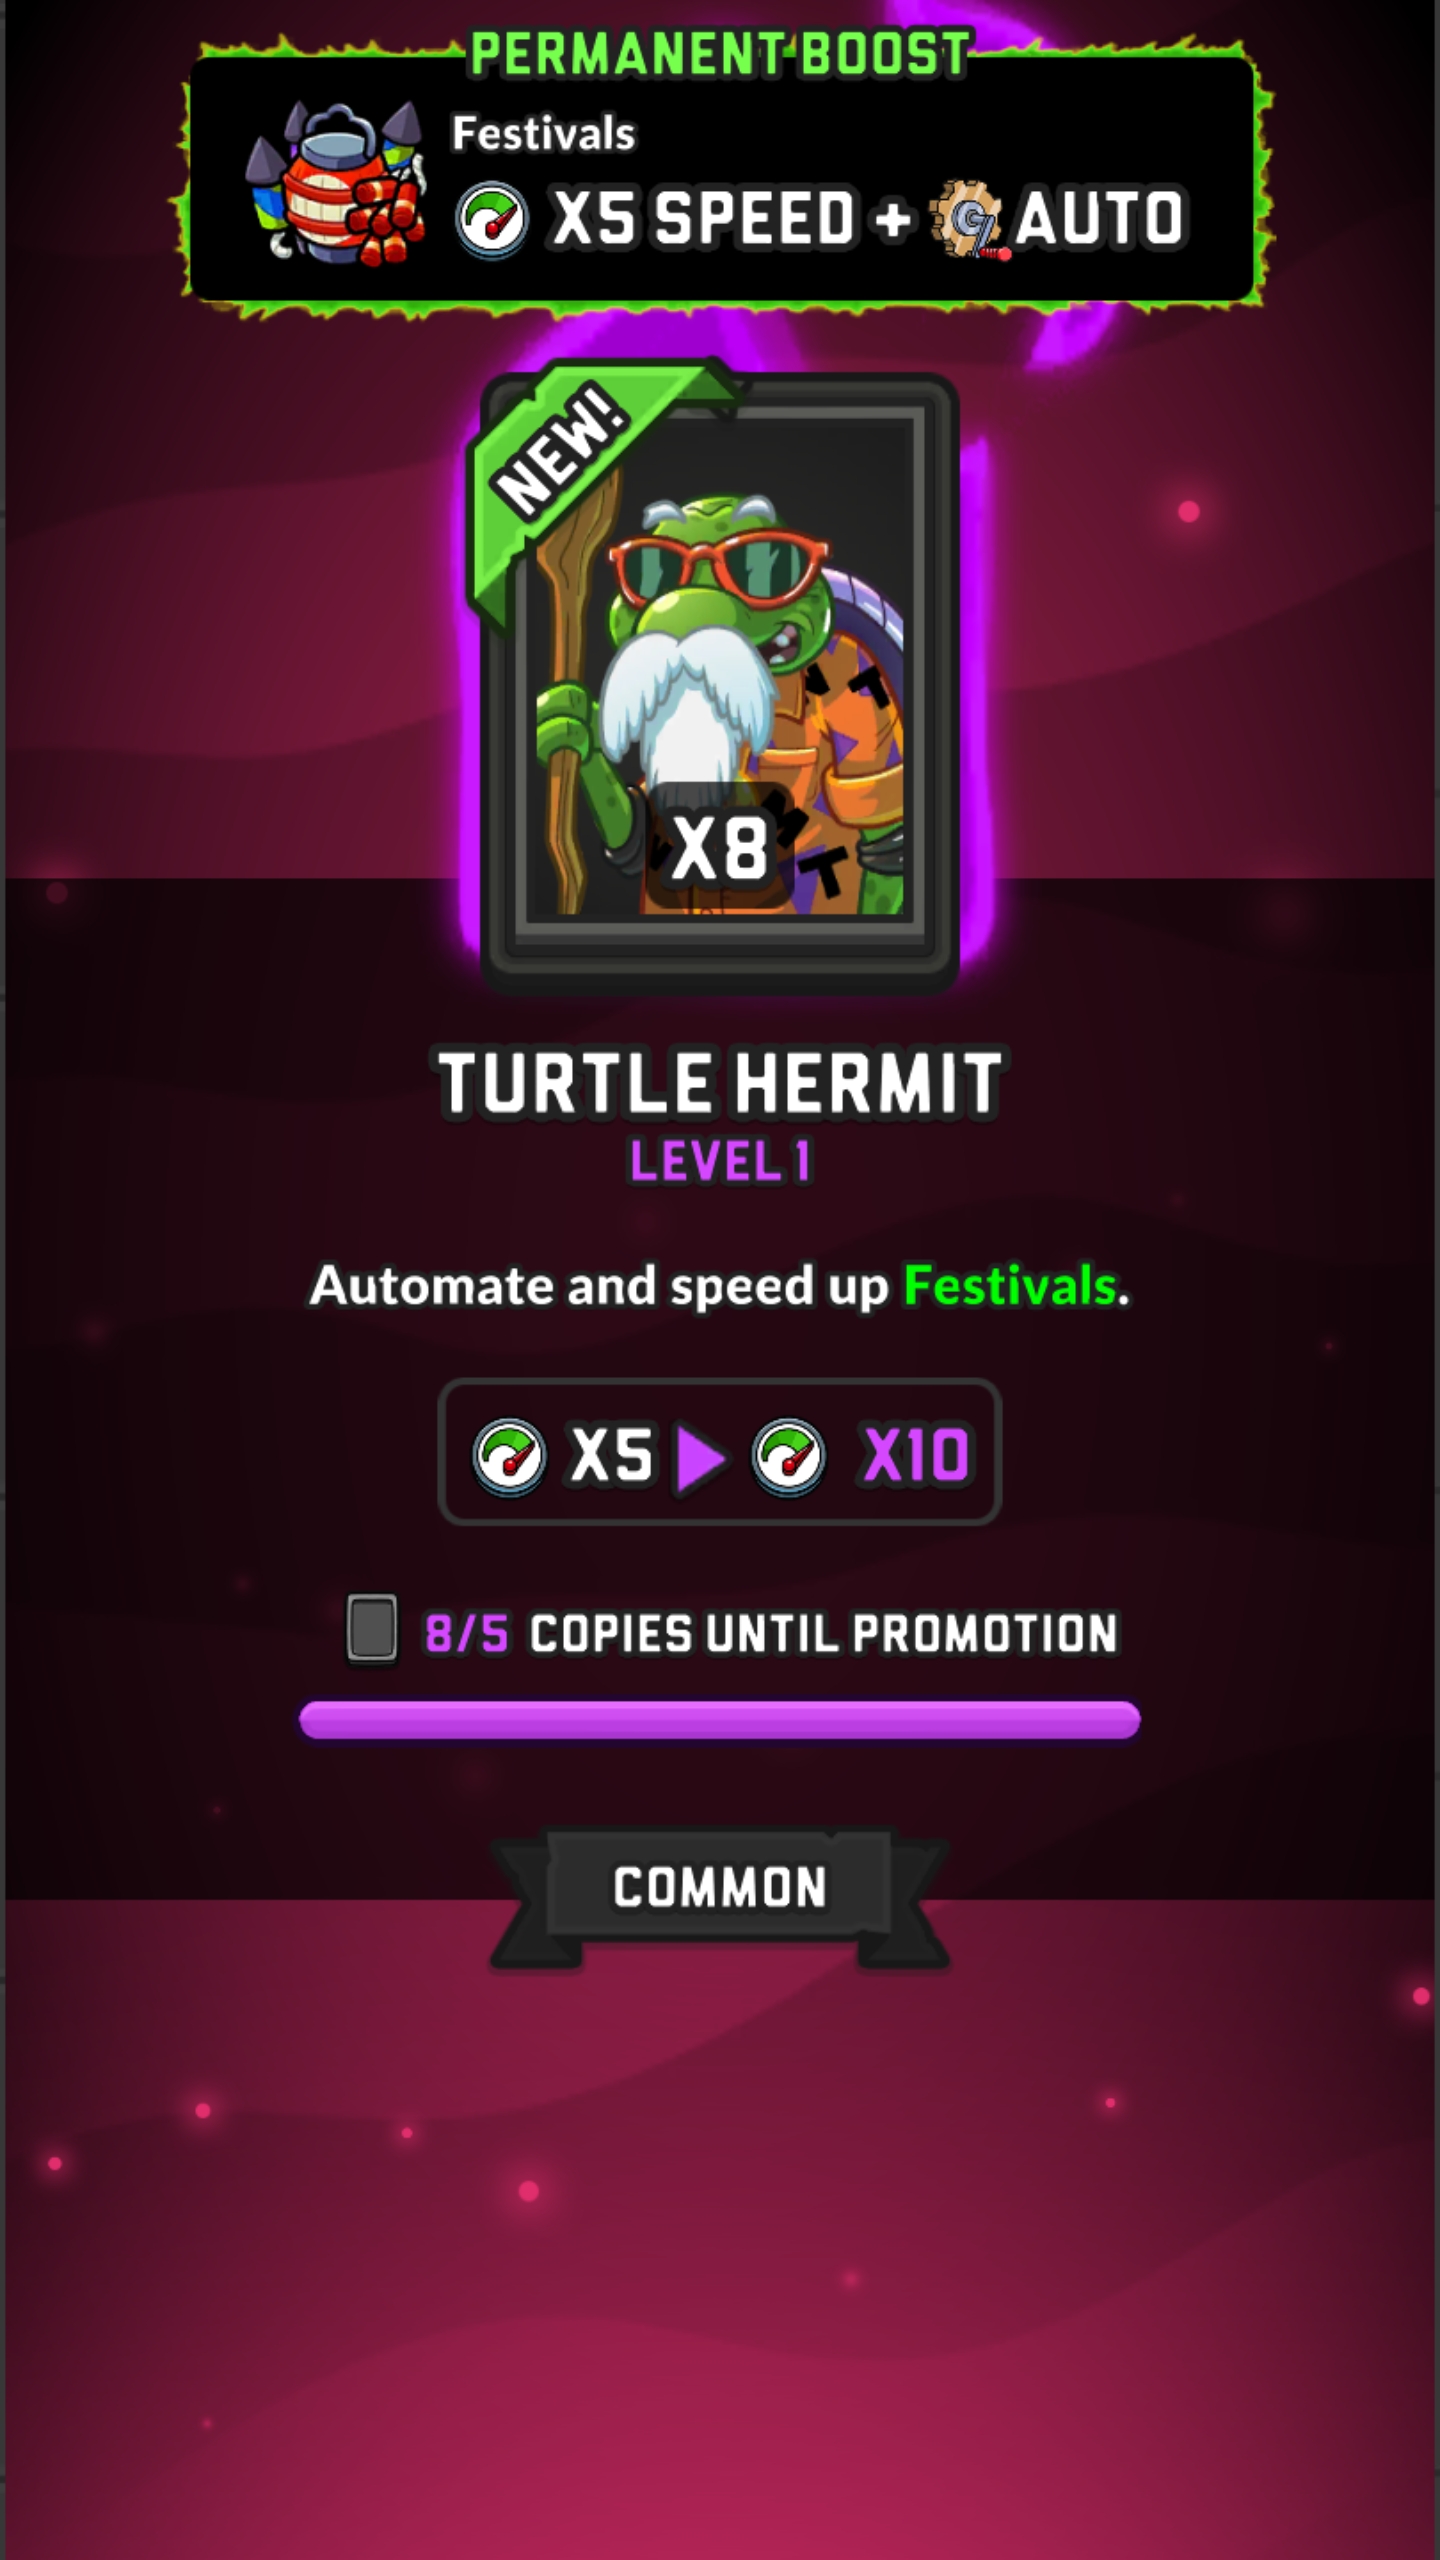 PERMANENT BOOST
Festivals
X5 SPEED + AUTO
NEW!
X8
TURTLE HERMIT
LEVEL 1
Automate and speed up Festivals.
X5 X10
8/5 COPIES UNTIL PROMOTION
COMMON